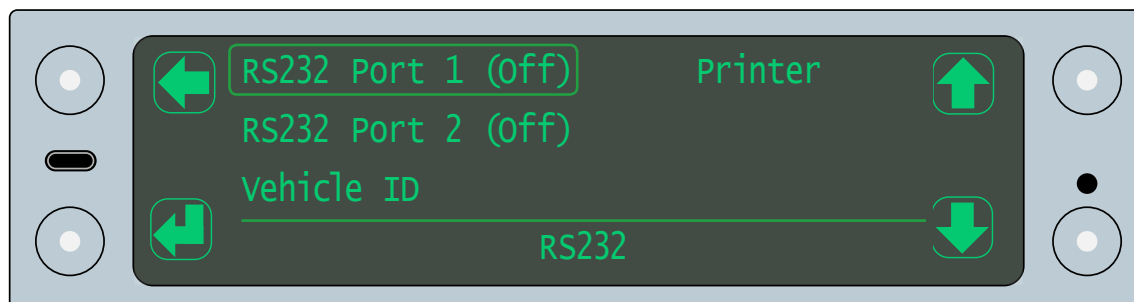 RS232 Port 1 (Off) Printer
RS232 Port 2 (Off)
Vehicle ID
RS232